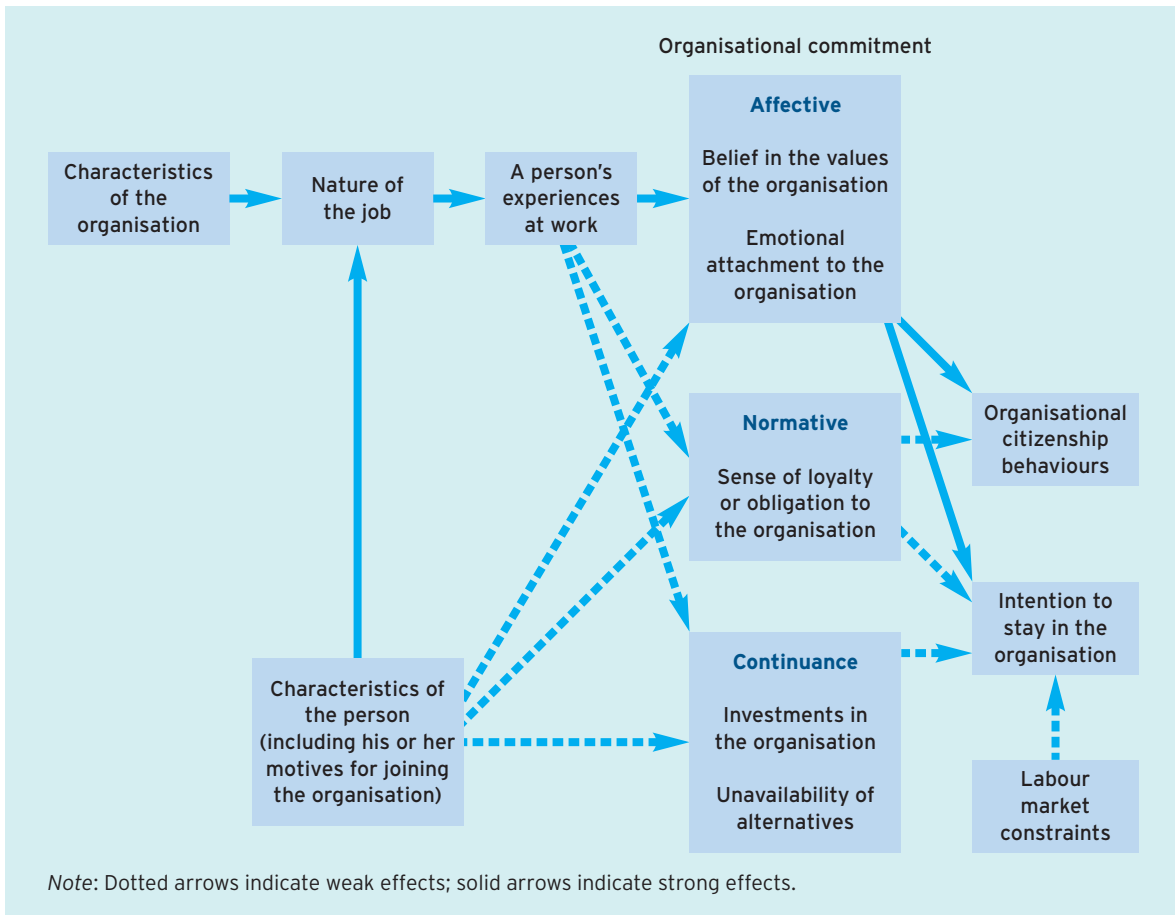 Organisational commitment
Characteristics
of the
organisation
Nature of
the job
A person's
experiences
at work
Affective
Belief in the values
of the organisation
Emotional
attachment to the
organisation
Normative
Sense of loyalty
or obligation to
the organisation
Organisational
citizenship
behaviours
Characteristics of
the person
(including his or her
motives for joining
the organisation)
Continuance
Investments in
the organisation
Unavailability of
alternatives
Intention to
stay in the
organisation
Labour
market
constraints
Note: Dotted arrows indicate weak effects; solid arrows indicate strong effects.